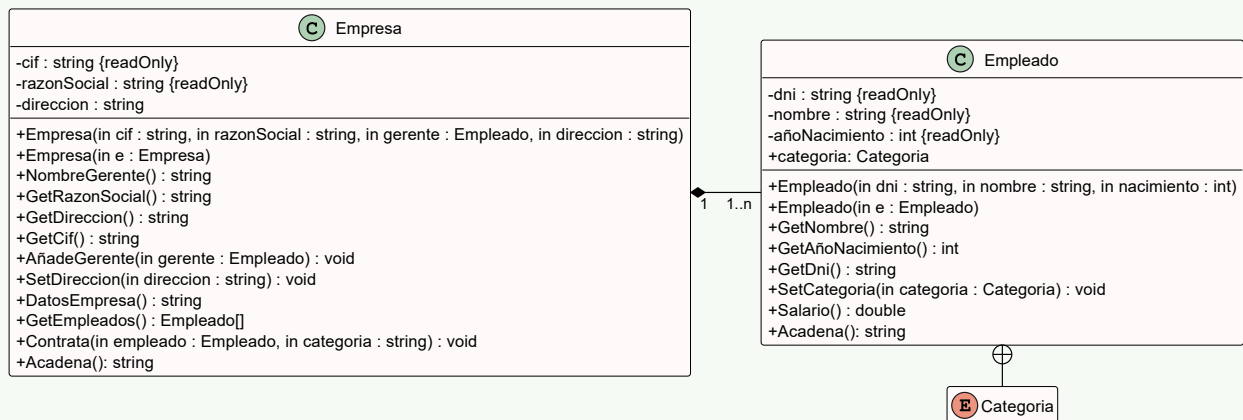 C Empresa
-cif : string {readOnly}
-razonSocial : string {readOnly}
-direccion : string
+Empresa(in cif : string, in razonSocial : string, in gerente : Empleado, in direccion : string)
+Empresa(in e : Empresa)
+NombreGerente() : string
+GetRazonSocial() : string
+GetDireccion() : string
+GetCif() : string
+AñadeGerente(in gerente : Empleado) : void
+SetDireccion(in direccion : string) : void
+DatosEmpresa() : string
+GetEmpleados() : Empleado[]
+Contrata(in empleado : Empleado, in categoria : string) : void
+Acadena(): string
1 1..n
C Empleado
-dni : string {readOnly}
-nombre : string {readOnly}
-añoNacimiento : int {readOnly}
+categoria: Categoria
+Empleado(in dni : string, in nombre : string, in nacimiento : int)
+Empleado(in e : Empleado)
+GetNombre() : string
+GetAñoNacimiento() : int
+GetDni() : string
+SetCategoria(in categoria : Categoria) : void
+Salario() : double
+Acadena(): string
E Categoria